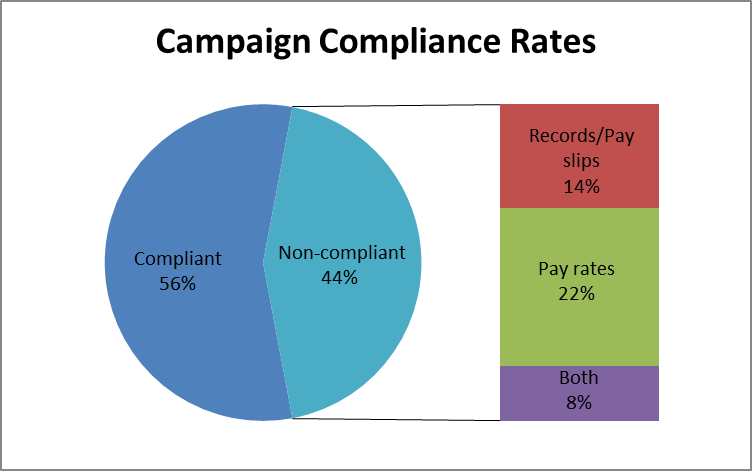 Campaign Compliance Rates
Compliant
56%
Non-compliant
44%
Records/Pay
slips
14%
Pay rates
22%
Both
8%